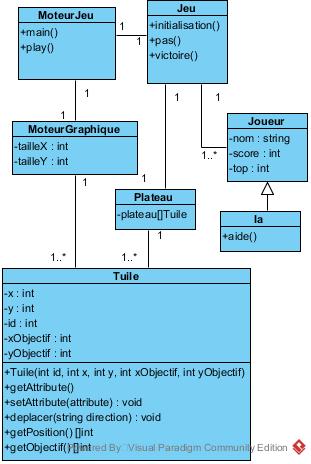 MoteurJeu
+main()
+play()
1
1
Jeu
+initialisation()
+pas()
+victoire()
1
1
1
MoteurGraphique
-tailleX : int
-tailleY : int
1
1
1..*
Joueur
-nom : string
-score : int
-top : int
Plateau
-plateau[]Tuile
1
Ia
+aide()
1..*
1..*
Tuile
-x : int
-y : int
-id : int
-xObjectif : int
-yObjectif : int
+Tuile(int id, int x, int y, int xObjectif, int yObjectif)
+getAttribute()
+setAttribute(attribute) : void
+deplacer(string direction) : void
+getPosition() []int
+getObjectif() []int
Powered By Visual Paradigm Community Edition